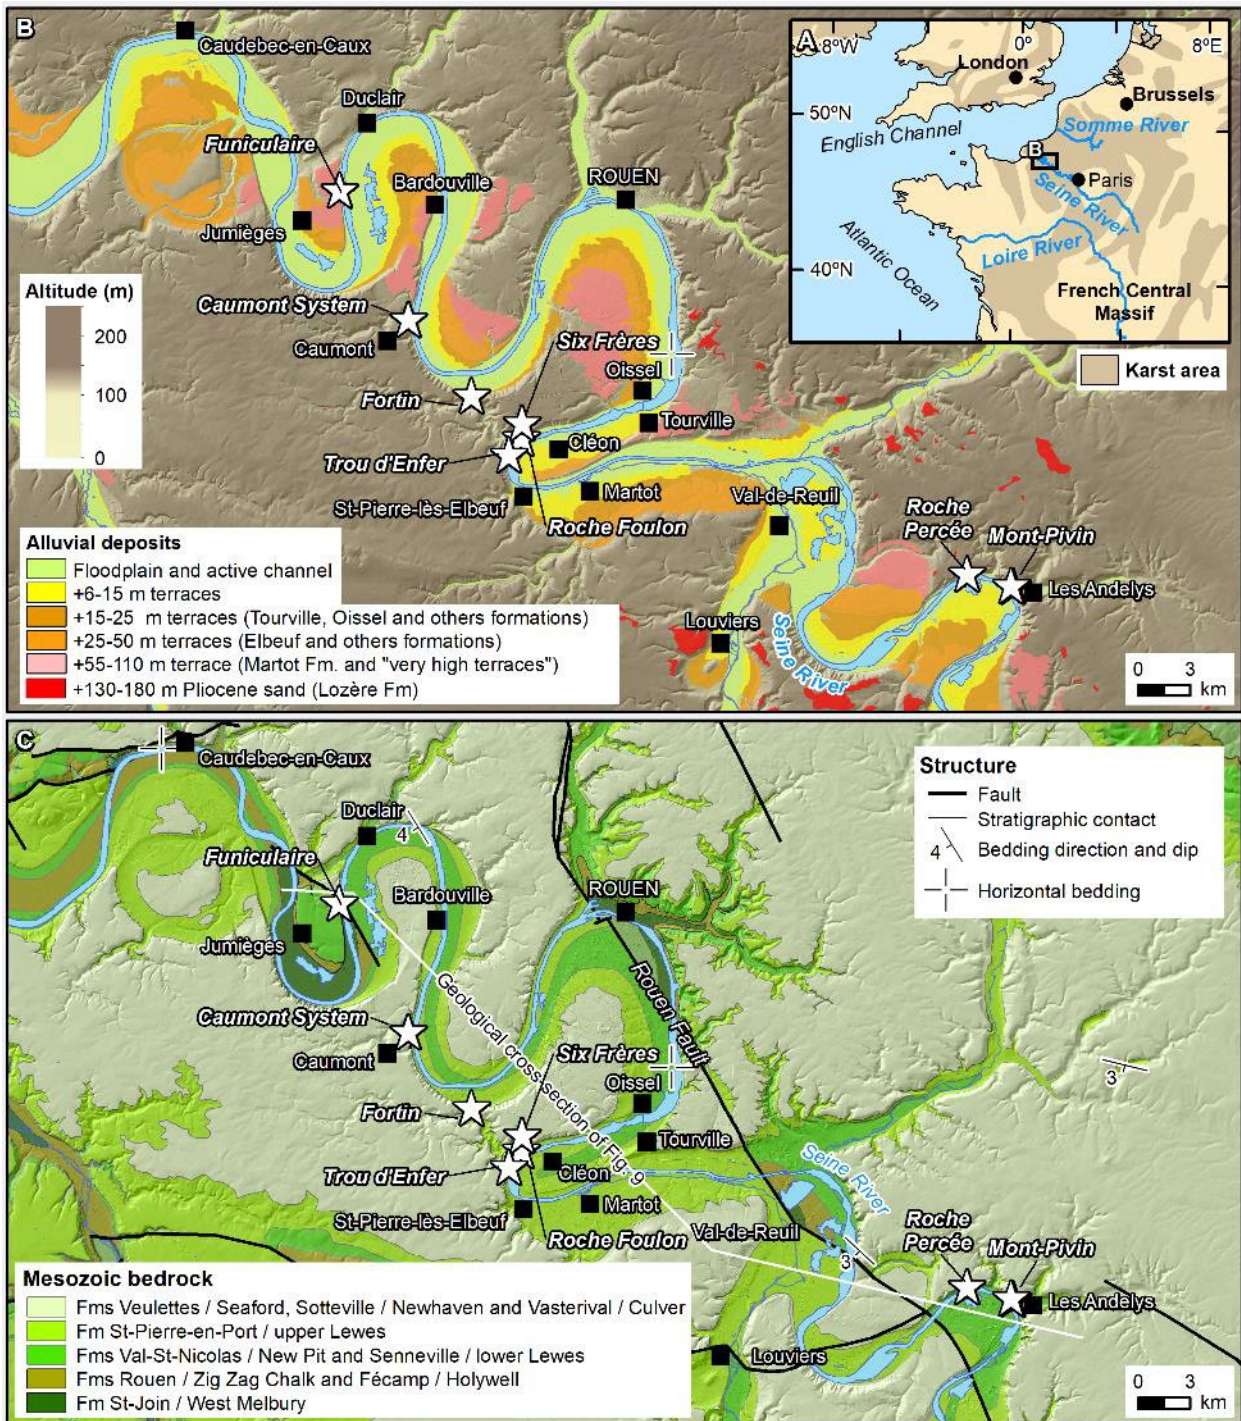 B
Caudebec-en-Caux
Duclair
Funiculaire
Bardouville
ROUEN
Jumièges
Altitude (m)
200
100
0
Caumont System
Caumont
Six Frères
Oissel
Fortin
Tourville
Cléon
Trou d'Enfer
Martot
St-Pierre-lès-Elbeuf
Val-de-Reuil
Roche Foulon
Roche
Percée
Mont-Pivin
Les Andelys
Louviers
Seine River
0 3
km
Alluvial deposits
Floodplain and active channel
+6-15 m terraces
+15-25 m terraces (Tourville, Oissel and others formations)
+25-50 m terraces (Elbeuf and others formations)
+55-110 m terrace (Martot Fm. and "very high terraces")
+130-180 m Pliocene sand (Lozère Fm)
A
8ºW
0º
8ºE
London
50ºN
Brussels
English Channel
Somme River
B
Paris
Seine River
Atlantic Ocean
Loire River
40ºN
French Central
Massif
Karst area
C
Caudebec-en-Caux
Duclair
4
Funiculaire
Bardouville
ROUEN
Jumièges
Rouen Fault
Geological cross-section of Fig. 9
Caumont System
Caumont
Six Frères
Oissel
Fortin
Tourville
Cléon
Trou d'Enfer
Martot
St-Pierre-lès-Elbeuf
Roche Foulon
Val-de-Reuil
Seine River
3
3
Roche
Percée
Mont-Pivin
Les Andelys
Louviers
0 3
km
Structure
Fault
Stratigraphic contact
4 Bedding direction and dip
Horizontal bedding
Mesozoic bedrock
Fms Veulettes / Seaford, Sotteville / Newhaven and Vasterival / Culver
Fm St-Pierre-en-Port / upper Lewes
Fms Val-St-Nicolas / New Pit and Senneville / lower Lewes
Fms Rouen / Zig Zag Chalk and Fécamp / Holywell
Fm St-Join / West Melbury